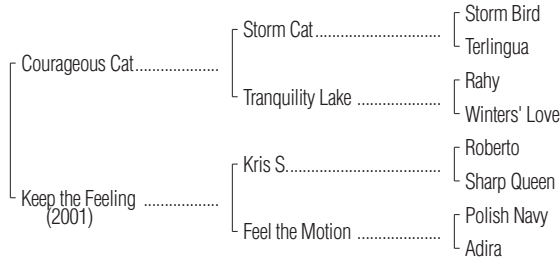 Storm Bird
Storm Cat....................................
Terlingua
Courageous Cat........................
Rahy
Tranquility Lake ........................
Winters' Love
Roberto
Kris S...........................................
Sharp Queen
Keep the Feeling ......................
(2001)
Polish Navy
Feel the Motion ........................
Adira